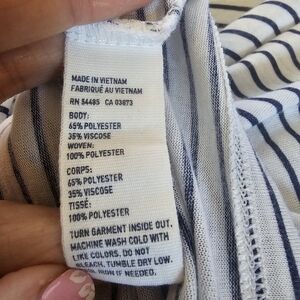 MADE IN VIETNAM
FABRIQUÉ AU VIETNAM
RN 54485 CA 03873
BODY:
65% POLYESTER
35% VISCOSE
WOVEN:
100% POLYESTER
CORPS:
65% POLYESTER
35% VISCOSE
TISSÉ:
100% POLYESTER
TURN GARMENT INSIDE OUT.
MACHINE WASH COLD WITH
LIKE COLORS. DO NOT
BLEACH. TUMBLE DRY LOW.
IRON IF NEEDED.